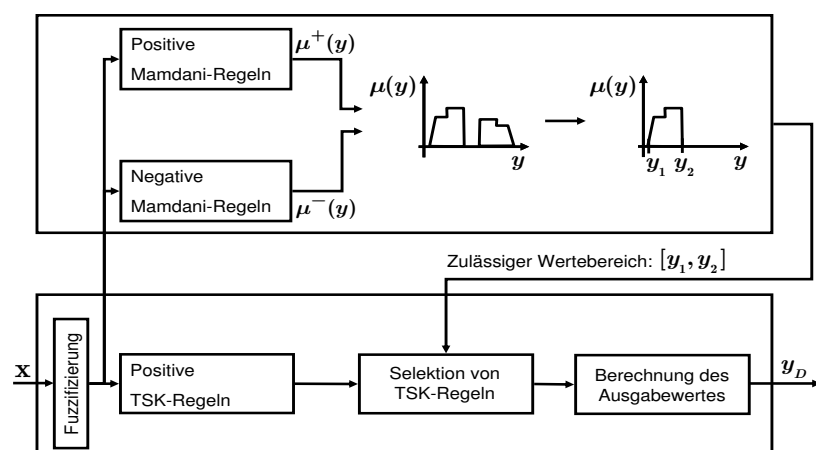 Positive
Mamdani-Regeln
μ⁺(y)
Negative
Mamdani-Regeln
μ⁻(y)
μ(y)
y
μ(y)
y₁ y₂ y
Zulässiger Wertebereich: [y₁, y₂]
x
Fuzzifizierung
Positive
TSK-Regeln
Selektion von
TSK-Regeln
Berechnung des
Ausgabewertes
y_D